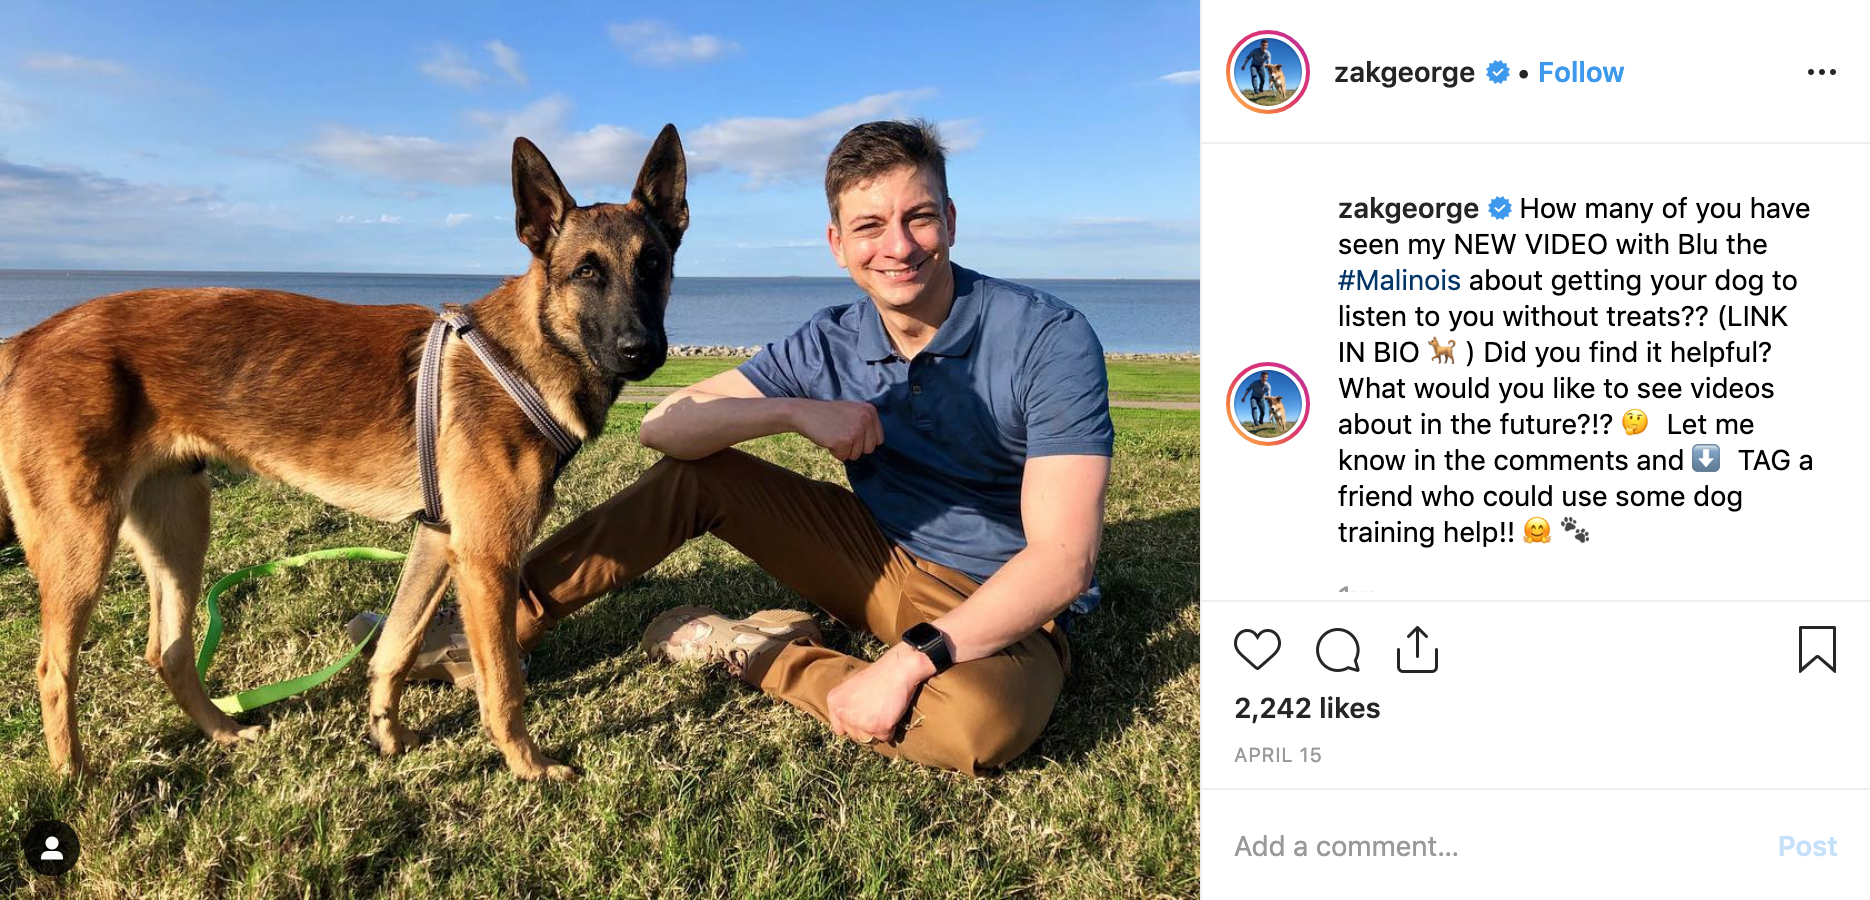 zakgeorge • Follow
zakgeorge How many of you have
seen my NEW VIDEO with Blu the
#Malinois about getting your dog to
listen to you without treats?? (LINK
IN BIO 🐕 ) Did you find it helpful?
What would you like to see videos
about in the future?!? 🤔 Let me
know in the comments and ⬇️ TAG a
friend who could use some dog
training help!! 🤗 🐾
2,242 likes
APRIL 15
Add a comment...
Post